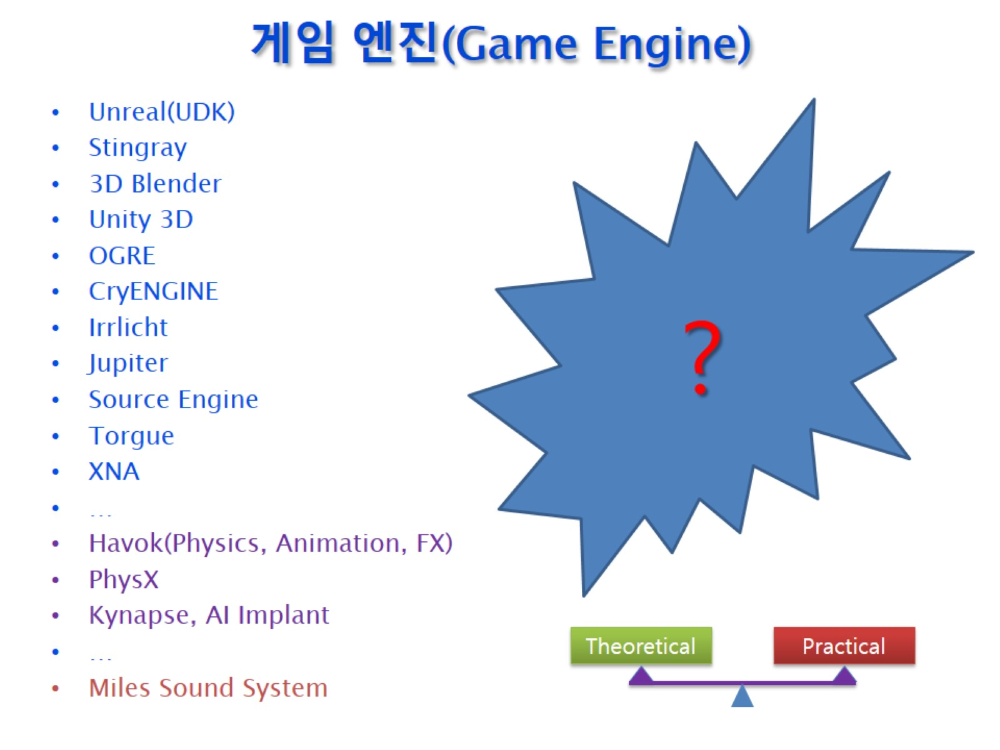 게임 엔진(Game Engine)
• Unreal(UDK)
• Stingray
• 3D Blender
• Unity 3D
• OGRE
• CryENGINE
• Irrlicht
• Jupiter
• Source Engine
• Torgue
• XNA
• ...
• Havok(Physics, Animation, FX)
• PhysX
• Kynapse, AI Implant
• ...
• Miles Sound System
?
Theoretical
Practical